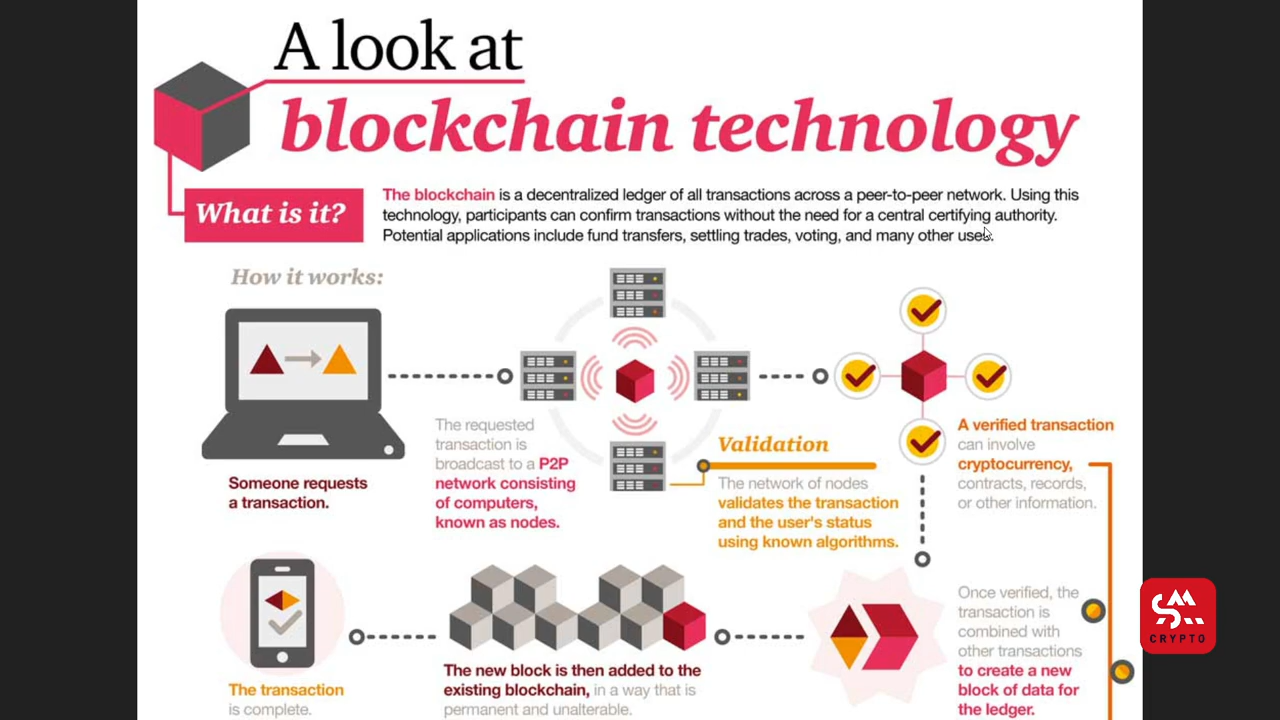 A look at
blockchain technology
What is it?
The blockchain is a decentralized ledger of all transactions across a peer-to-peer network. Using this
technology, participants can confirm transactions without the need for a central certifying authority.
Potential applications include fund transfers, settling trades, voting, and many other uses.
How it works:
Someone requests
a transaction.
The requested
transaction is
broadcast to a P2P
network consisting
of computers,
known as nodes.
Validation
The network of nodes
validates the transaction
and the user's status
using known algorithms.
A verified transaction
can involve
cryptocurrency,
contracts, records,
or other information.
Once verified, the
transaction is
combined with
other transactions
to create a new
block of data for
the ledger.
The new block is then added to the
existing blockchain, in a way that is
permanent and unalterable.
The transaction
is complete.
CRYPTO